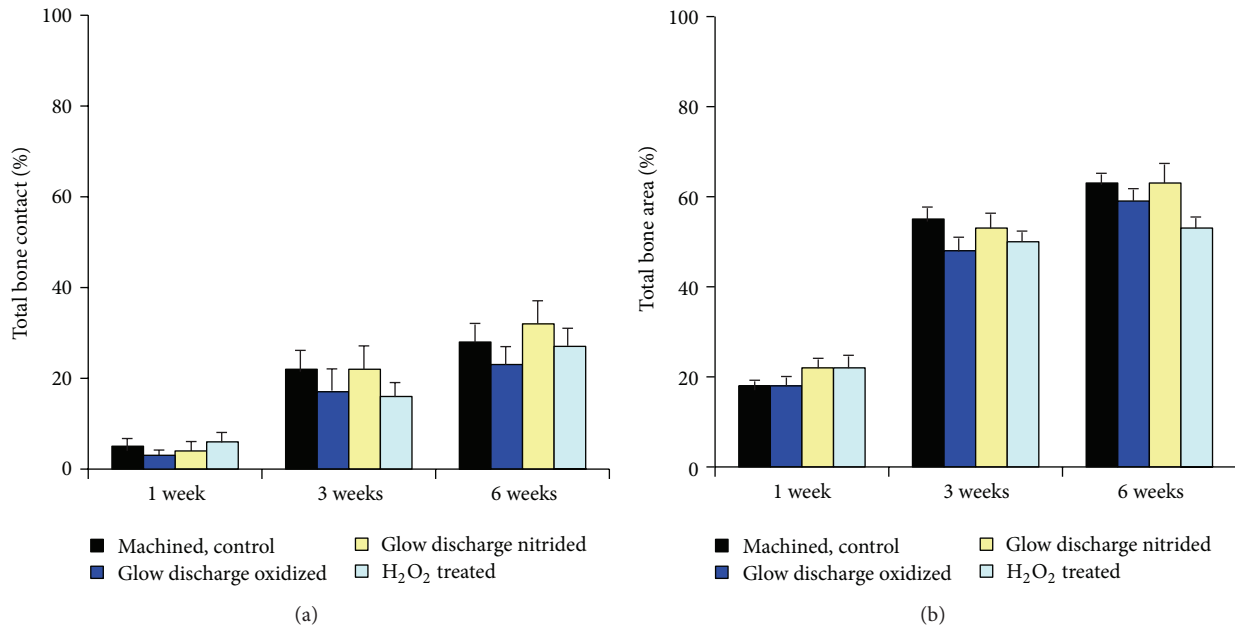 100
80
60
40
20
0
Total bone contact (%)
1 week
3 weeks
6 weeks
Machined, control
Glow discharge oxidized
Glow discharge nitrided
H₂O₂ treated
(a)
100
80
60
40
20
0
Total bone area (%)
1 week
3 weeks
6 weeks
Machined, control
Glow discharge oxidized
Glow discharge nitrided
H₂O₂ treated
(b)